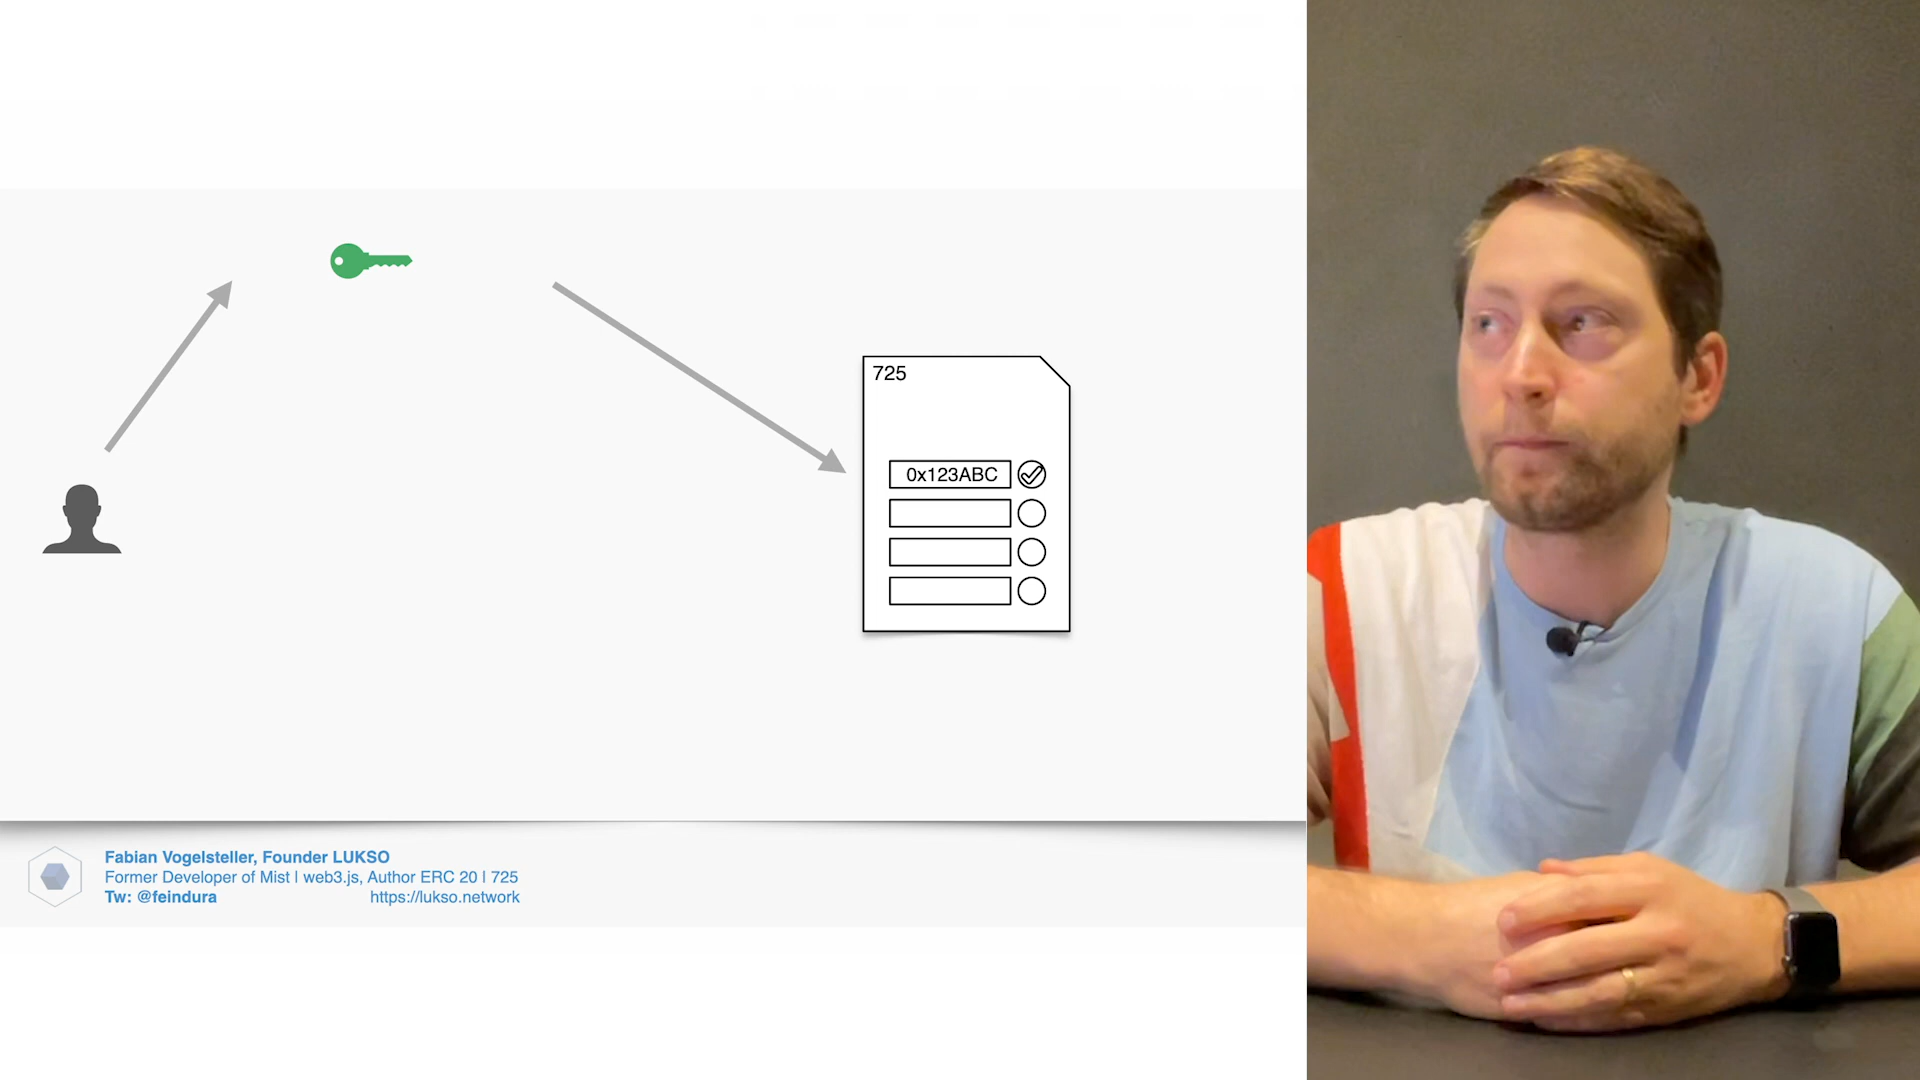 725
0x123ABC
Fabian Vogelsteller, Founder LUKSO
Former Developer of Mist | web3.js, Author ERC 20 | 725
Tw: @feindura https://lukso.network